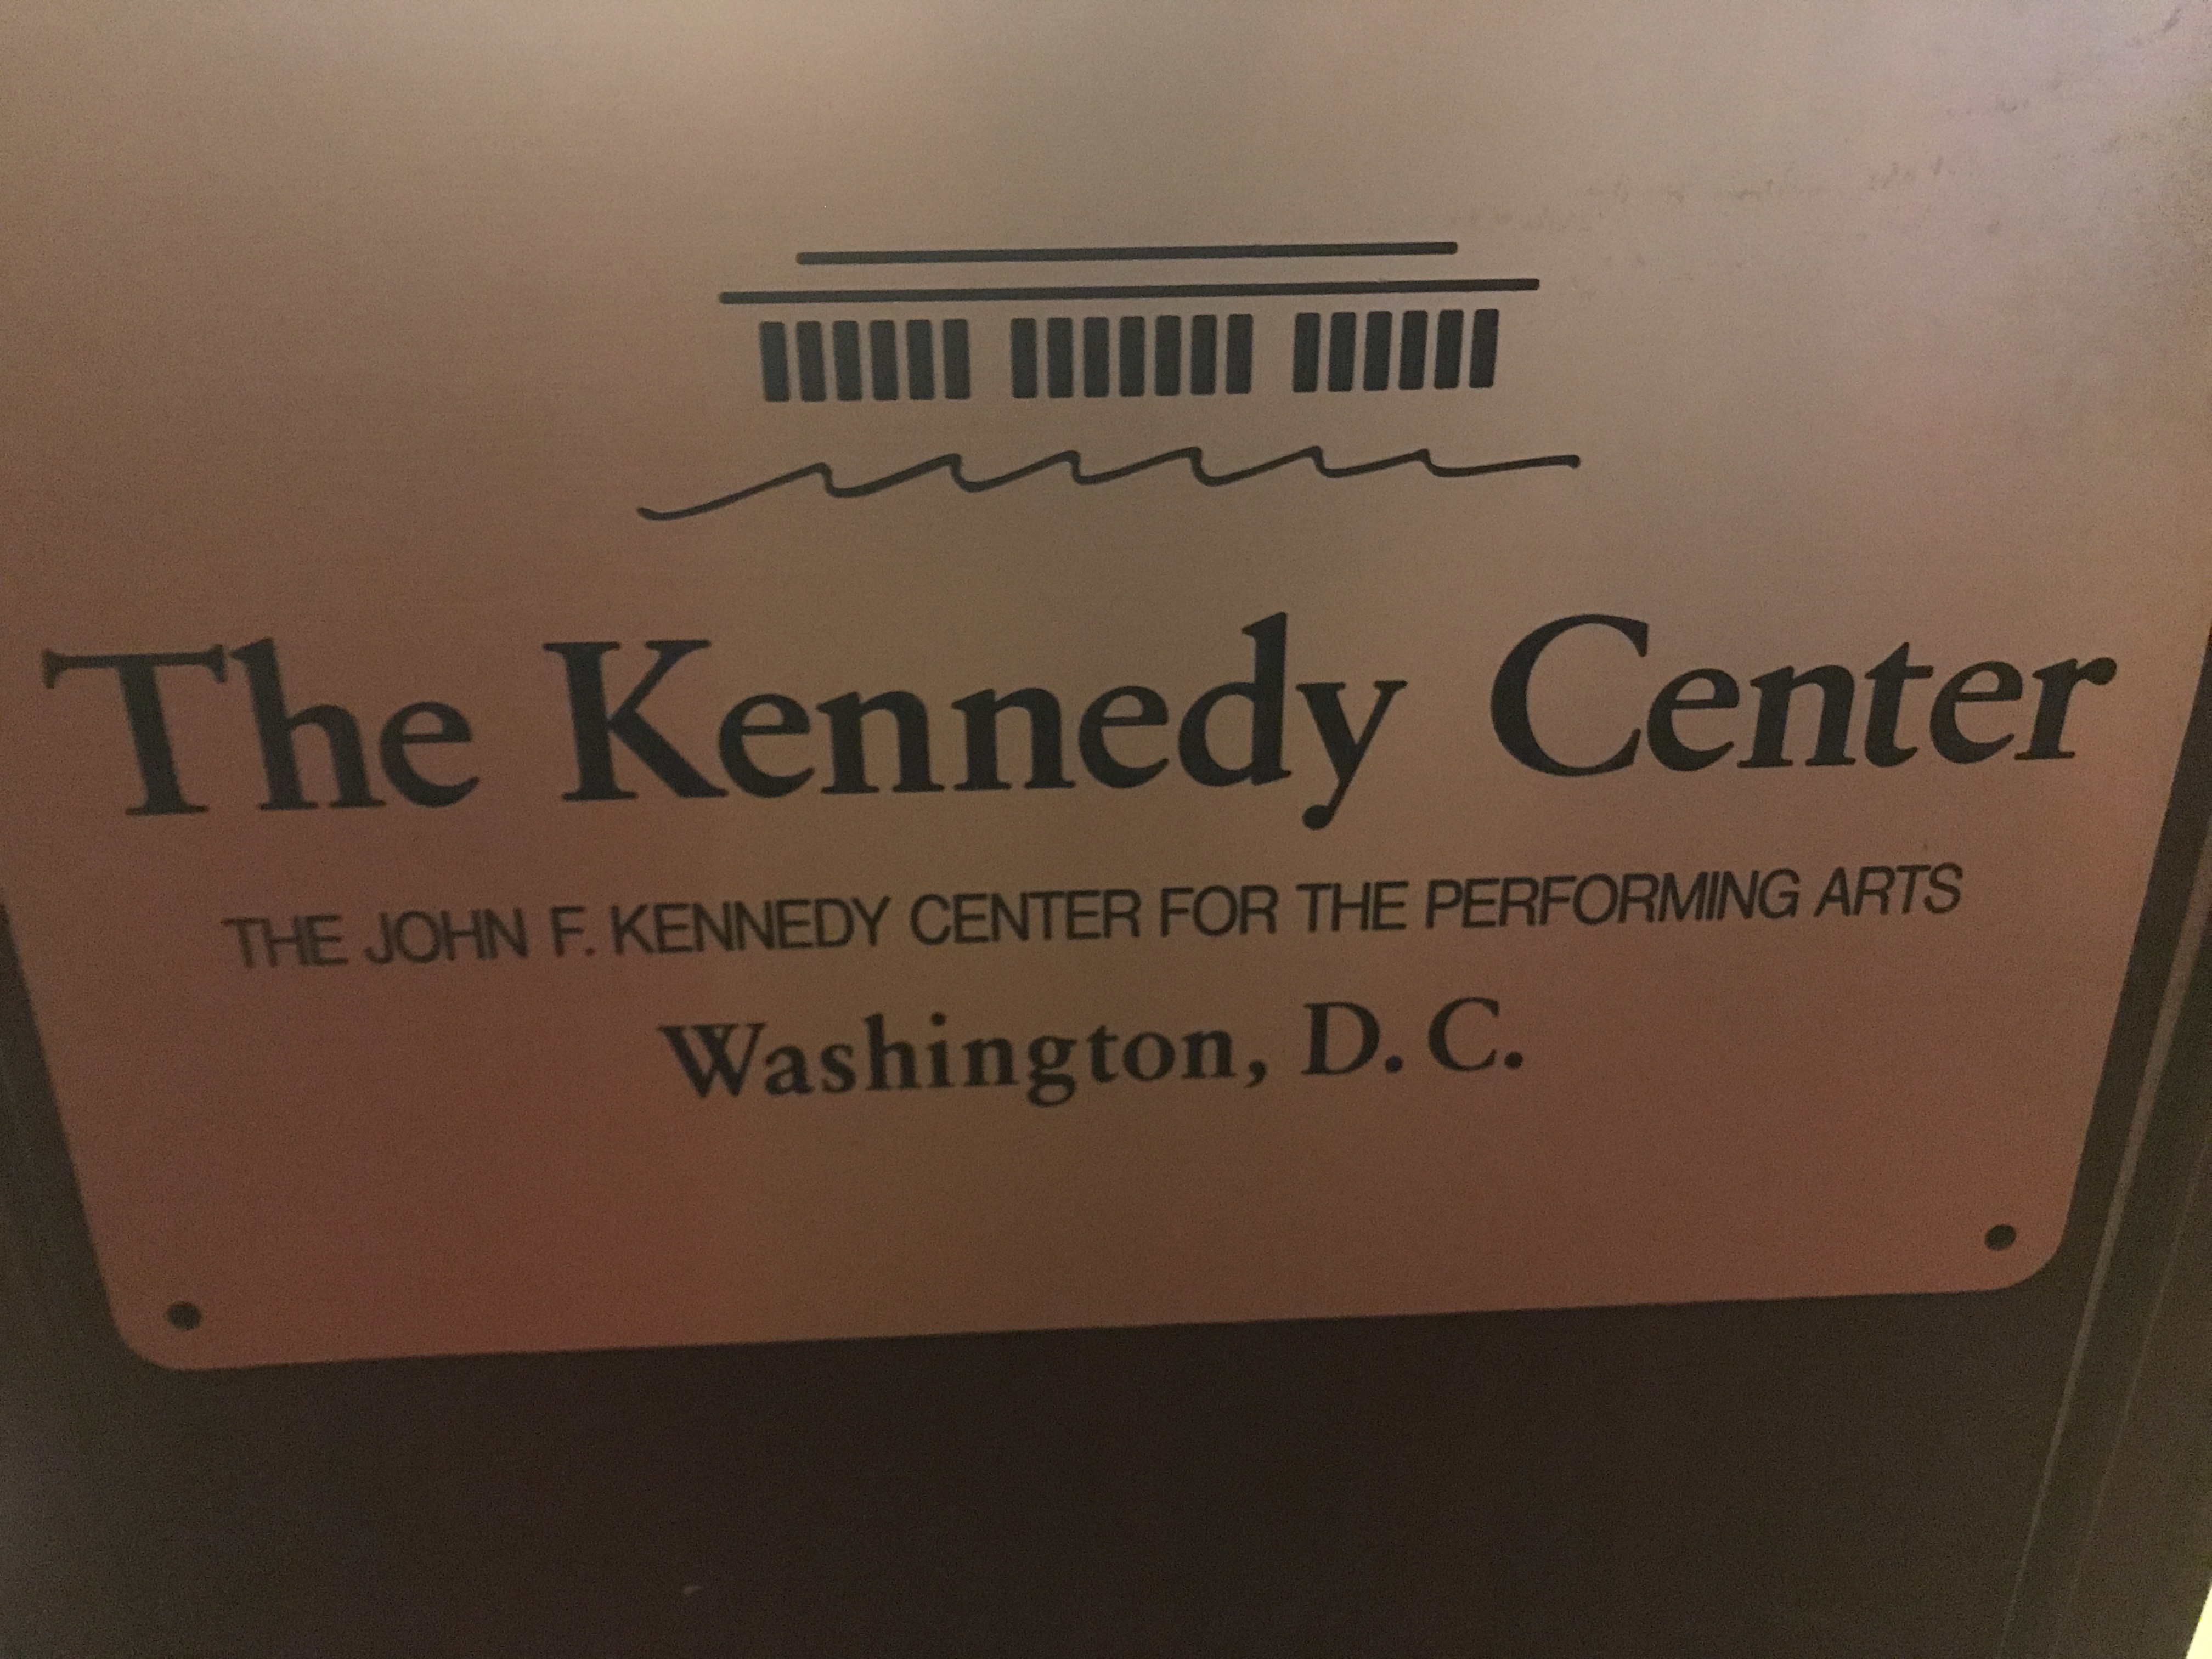 The Kennedy Center
THE JOHN F. KENNEDY CENTER FOR THE PERFORMING ARTS
Washington, D. C.